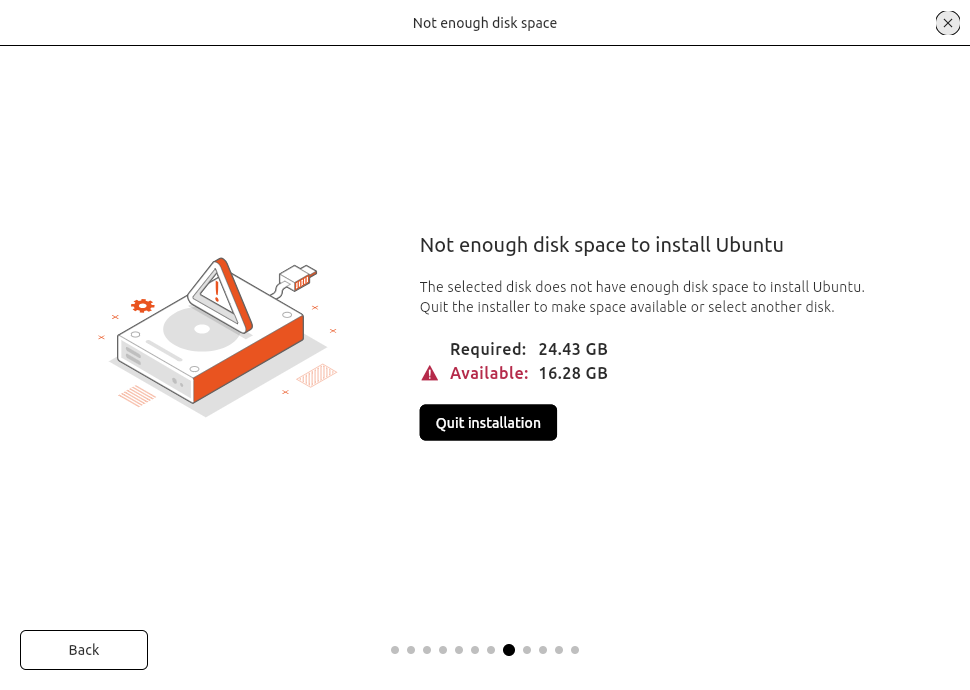 Not enough disk space
Not enough disk space to install Ubuntu
The selected disk does not have enough disk space to install Ubuntu.
Quit the installer to make space available or select another disk.
Required: 24.43 GB
Available: 16.28 GB
Quit installation
Back